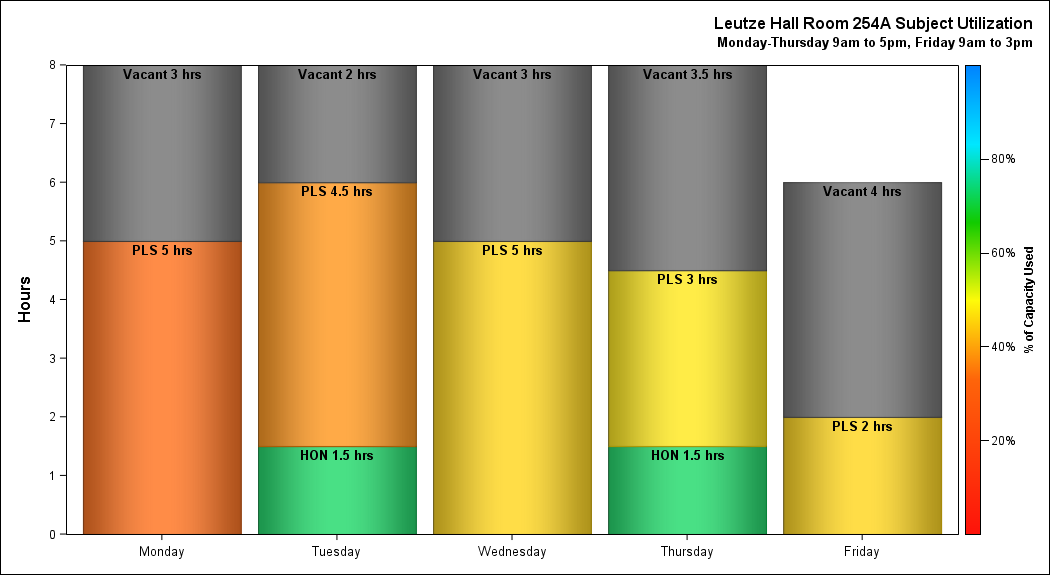 Leutze Hall Room 254A Subject Utilization
Monday-Thursday 9am to 5pm, Friday 9am to 3pm
8
7
6
5
4
3
2
1
0
Hours
Vacant 3 hrs
PLS 5 hrs
Vacant 2 hrs
PLS 4.5 hrs
HON 1.5 hrs
Vacant 3 hrs
PLS 5 hrs
Vacant 3.5 hrs
PLS 3 hrs
HON 1.5 hrs
Vacant 4 hrs
PLS 2 hrs
Monday
Tuesday
Wednesday
Thursday
Friday
80%
60%
40%
20%
% of Capacity Used